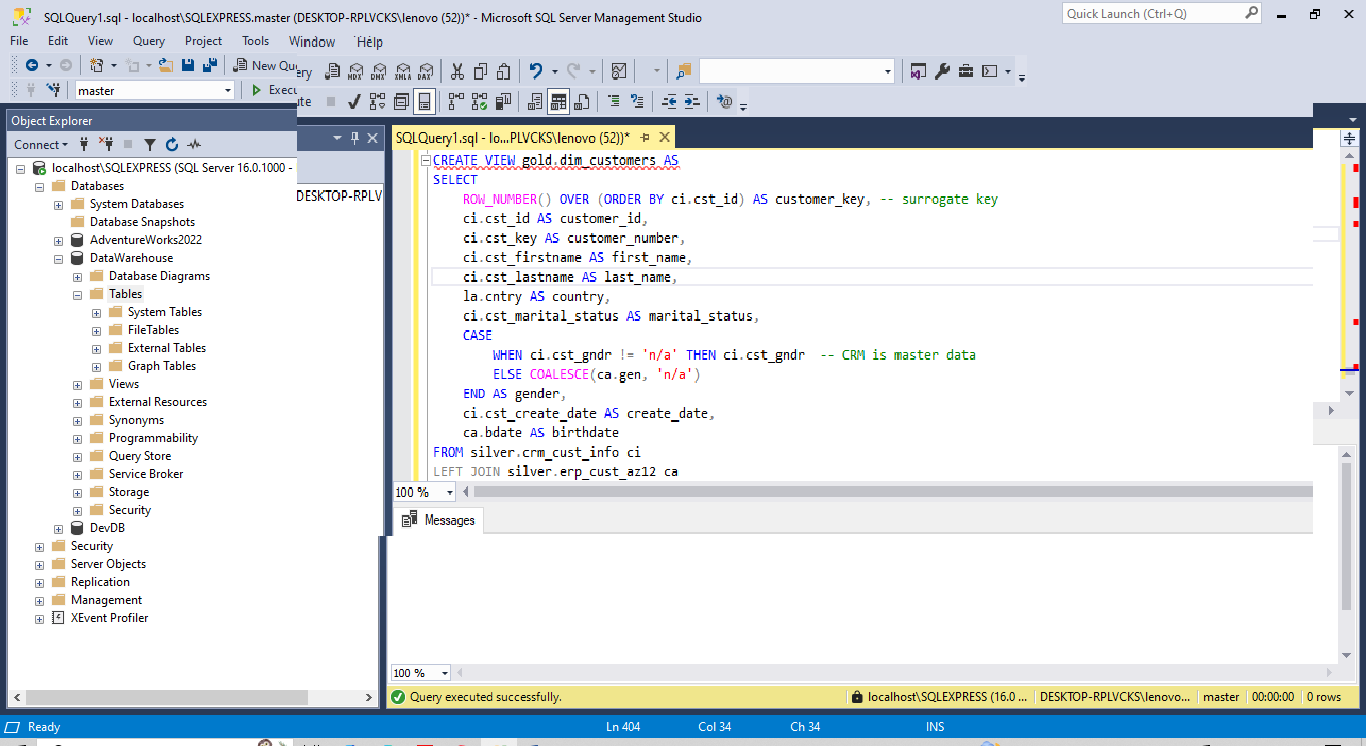 SQLQuery1.sql - localhost\SQLEXPRESS.master (DESKTOP-RPLVCKS\lenovo (52))* - Microsoft SQL Server Management Studio
Quick Launch (Ctrl+Q)
File Edit View Query Project Tools Window Help
New Query
MDX DMX XMLA DAX
master
Execute
Object Explorer
Connect
localhost\SQLEXPRESS (SQL Server 16.0.1000 -
Databases
System Databases
Database Snapshots
AdventureWorks2022
DataWarehouse
Database Diagrams
Tables
System Tables
FileTables
External Tables
Graph Tables
Views
External Resources
Synonyms
Programmability
Query Store
Service Broker
Storage
Security
DevDB
Security
Server Objects
Replication
Management
XEvent Profiler
DESKTOP-RPLV
SQLQuery1.sql - lo...PLVCKS\lenovo (52))*
CREATE VIEW gold.dim_customers AS
SELECT
ROW_NUMBER() OVER (ORDER BY ci.cst_id) AS customer_key, -- surrogate key
ci.cst_id AS customer_id,
ci.cst_key AS customer_number,
ci.cst_firstname AS first_name,
ci.cst_lastname AS last_name,
la.cntry AS country,
ci.cst_marital_status AS marital_status,
CASE
WHEN ci.cst_gndr != 'n/a' THEN ci.cst_gndr -- CRM is master data
ELSE COALESCE(ca.gen, 'n/a')
END AS gender,
ci.cst_create_date AS create_date,
ca.bdate AS birthdate
FROM silver.crm_cust_info ci
LEFT JOIN silver.erp_cust_az12 ca
100 %
Messages
100 %
Query executed successfully.
localhost\SQLEXPRESS (16.0 ... DESKTOP-RPLVCKS\lenovo... master 00:00:00 0 rows
Ready Ln 404 Col 34 Ch 34 INS